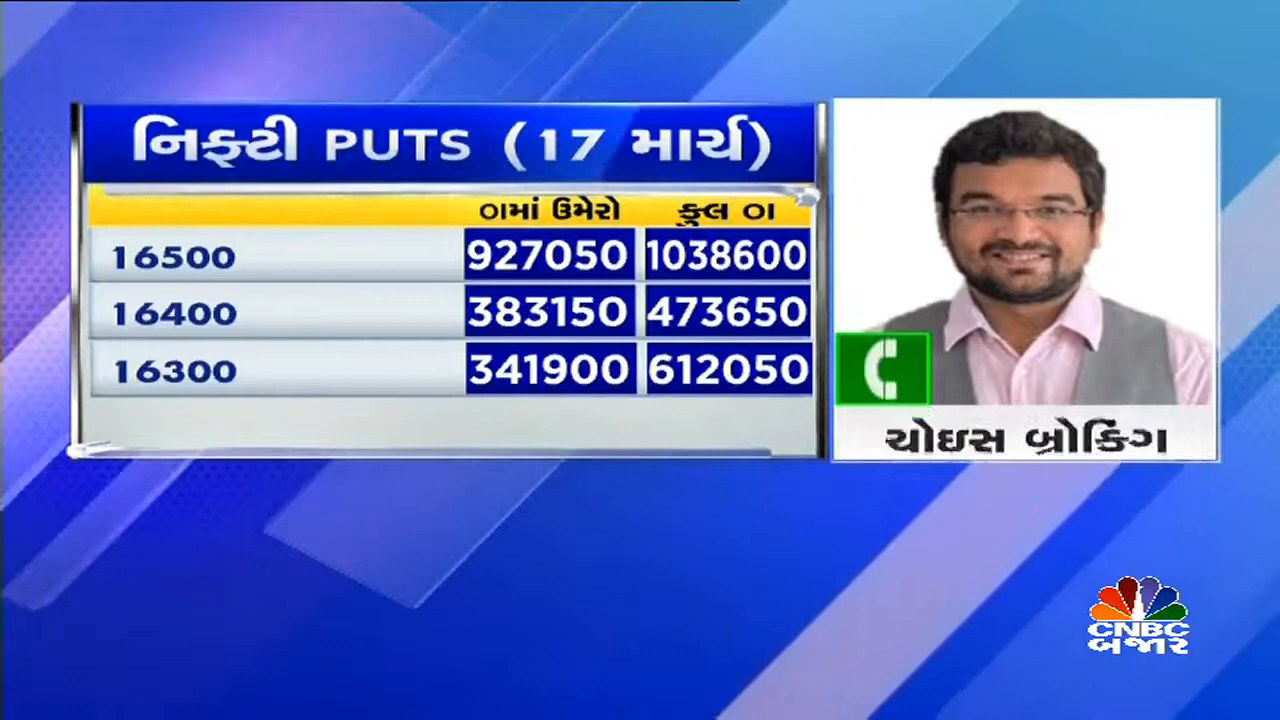 નિફ્ટી PUTS (17 માર્ચ)
OIમાં ઉમેરો કુલ OI
16500 927050 1038600
16400 383150 473650
16300 341900 612050
ચોઇસ બ્રોકિંગ
CNBC
બજાર